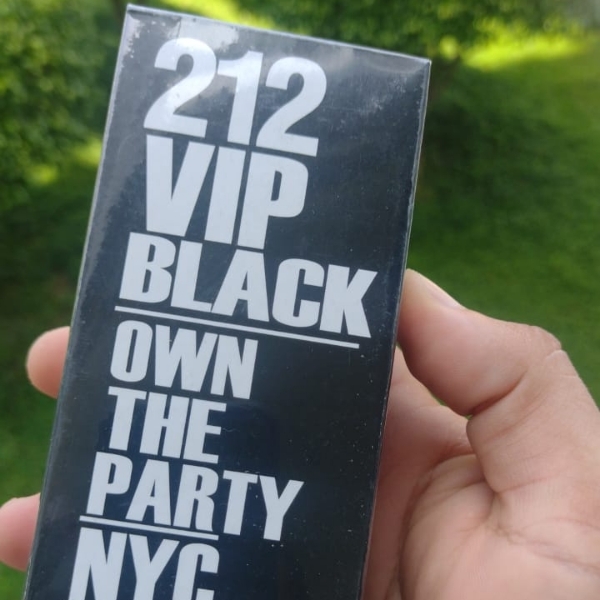 212
VIP
BLACK
OWN
THE
PARTY
NYC